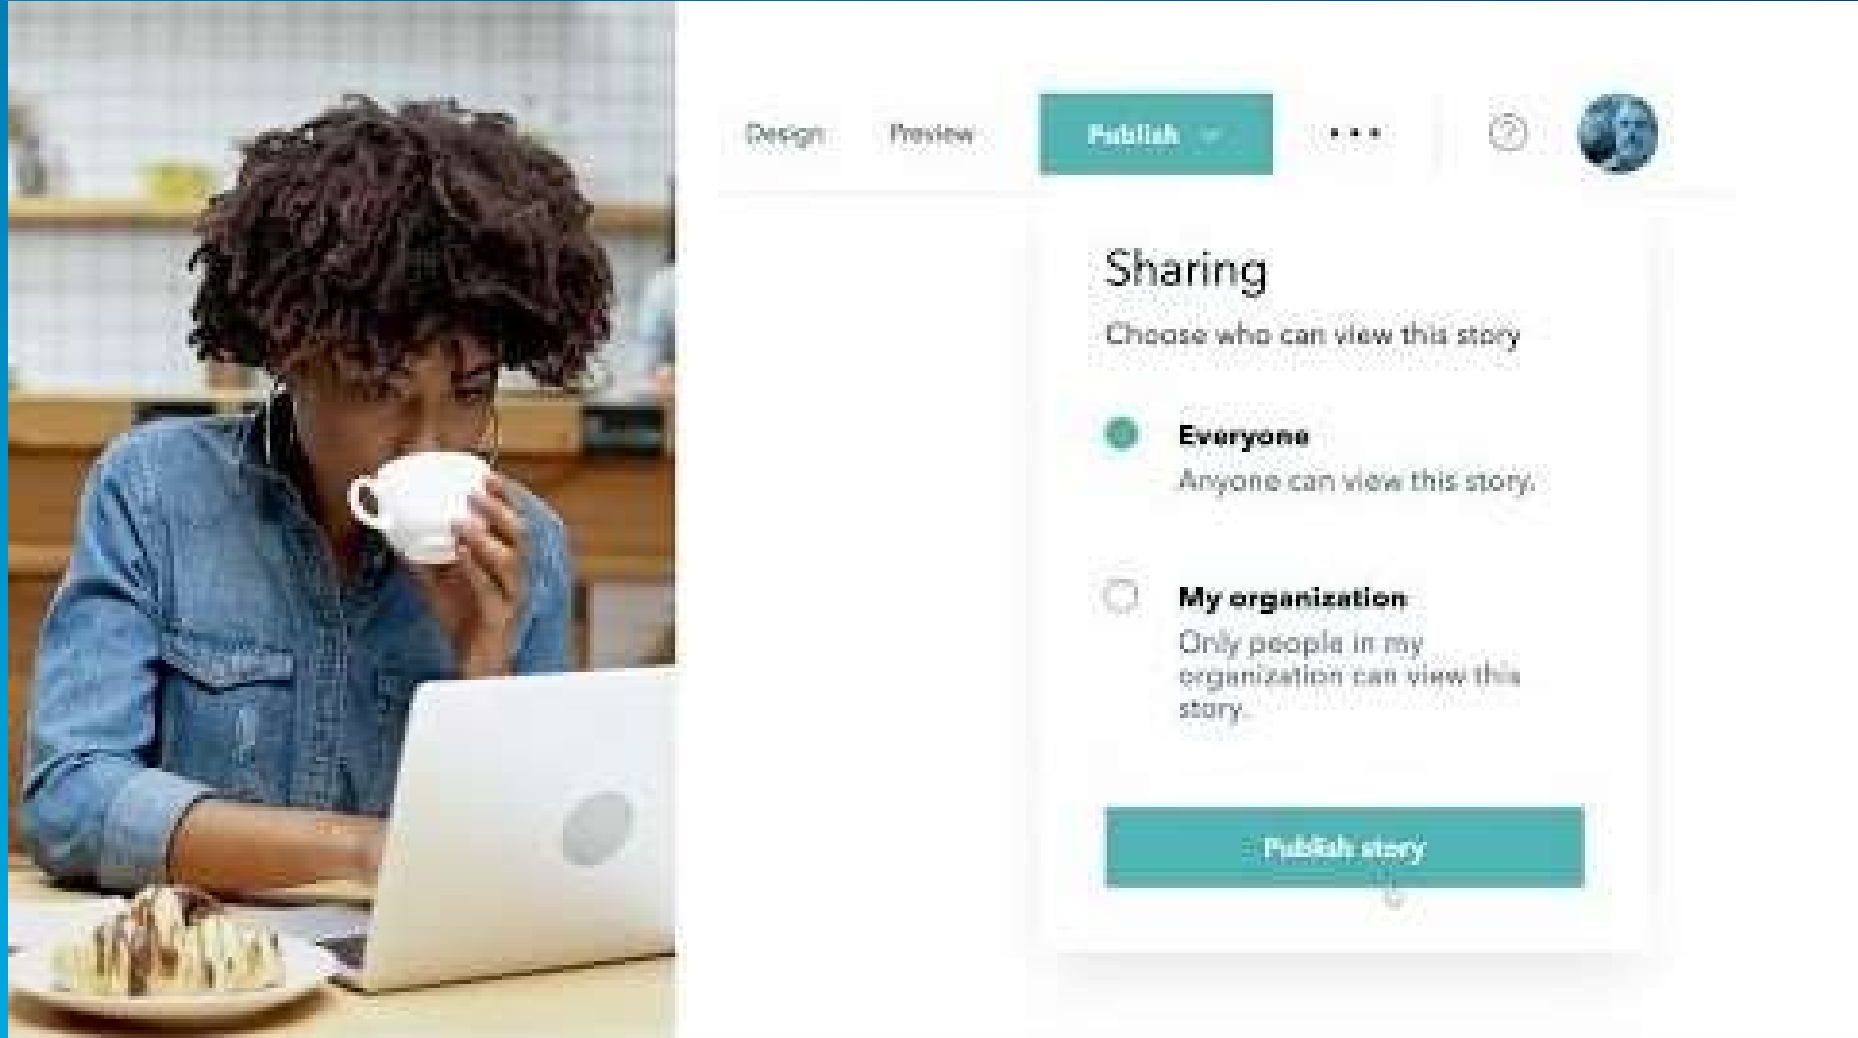 Design Preview Publish
Sharing
Choose who can view this story
Everyone
Anyone can view this story.
My organization
Only people in my
organization can view this
story.
Publish story